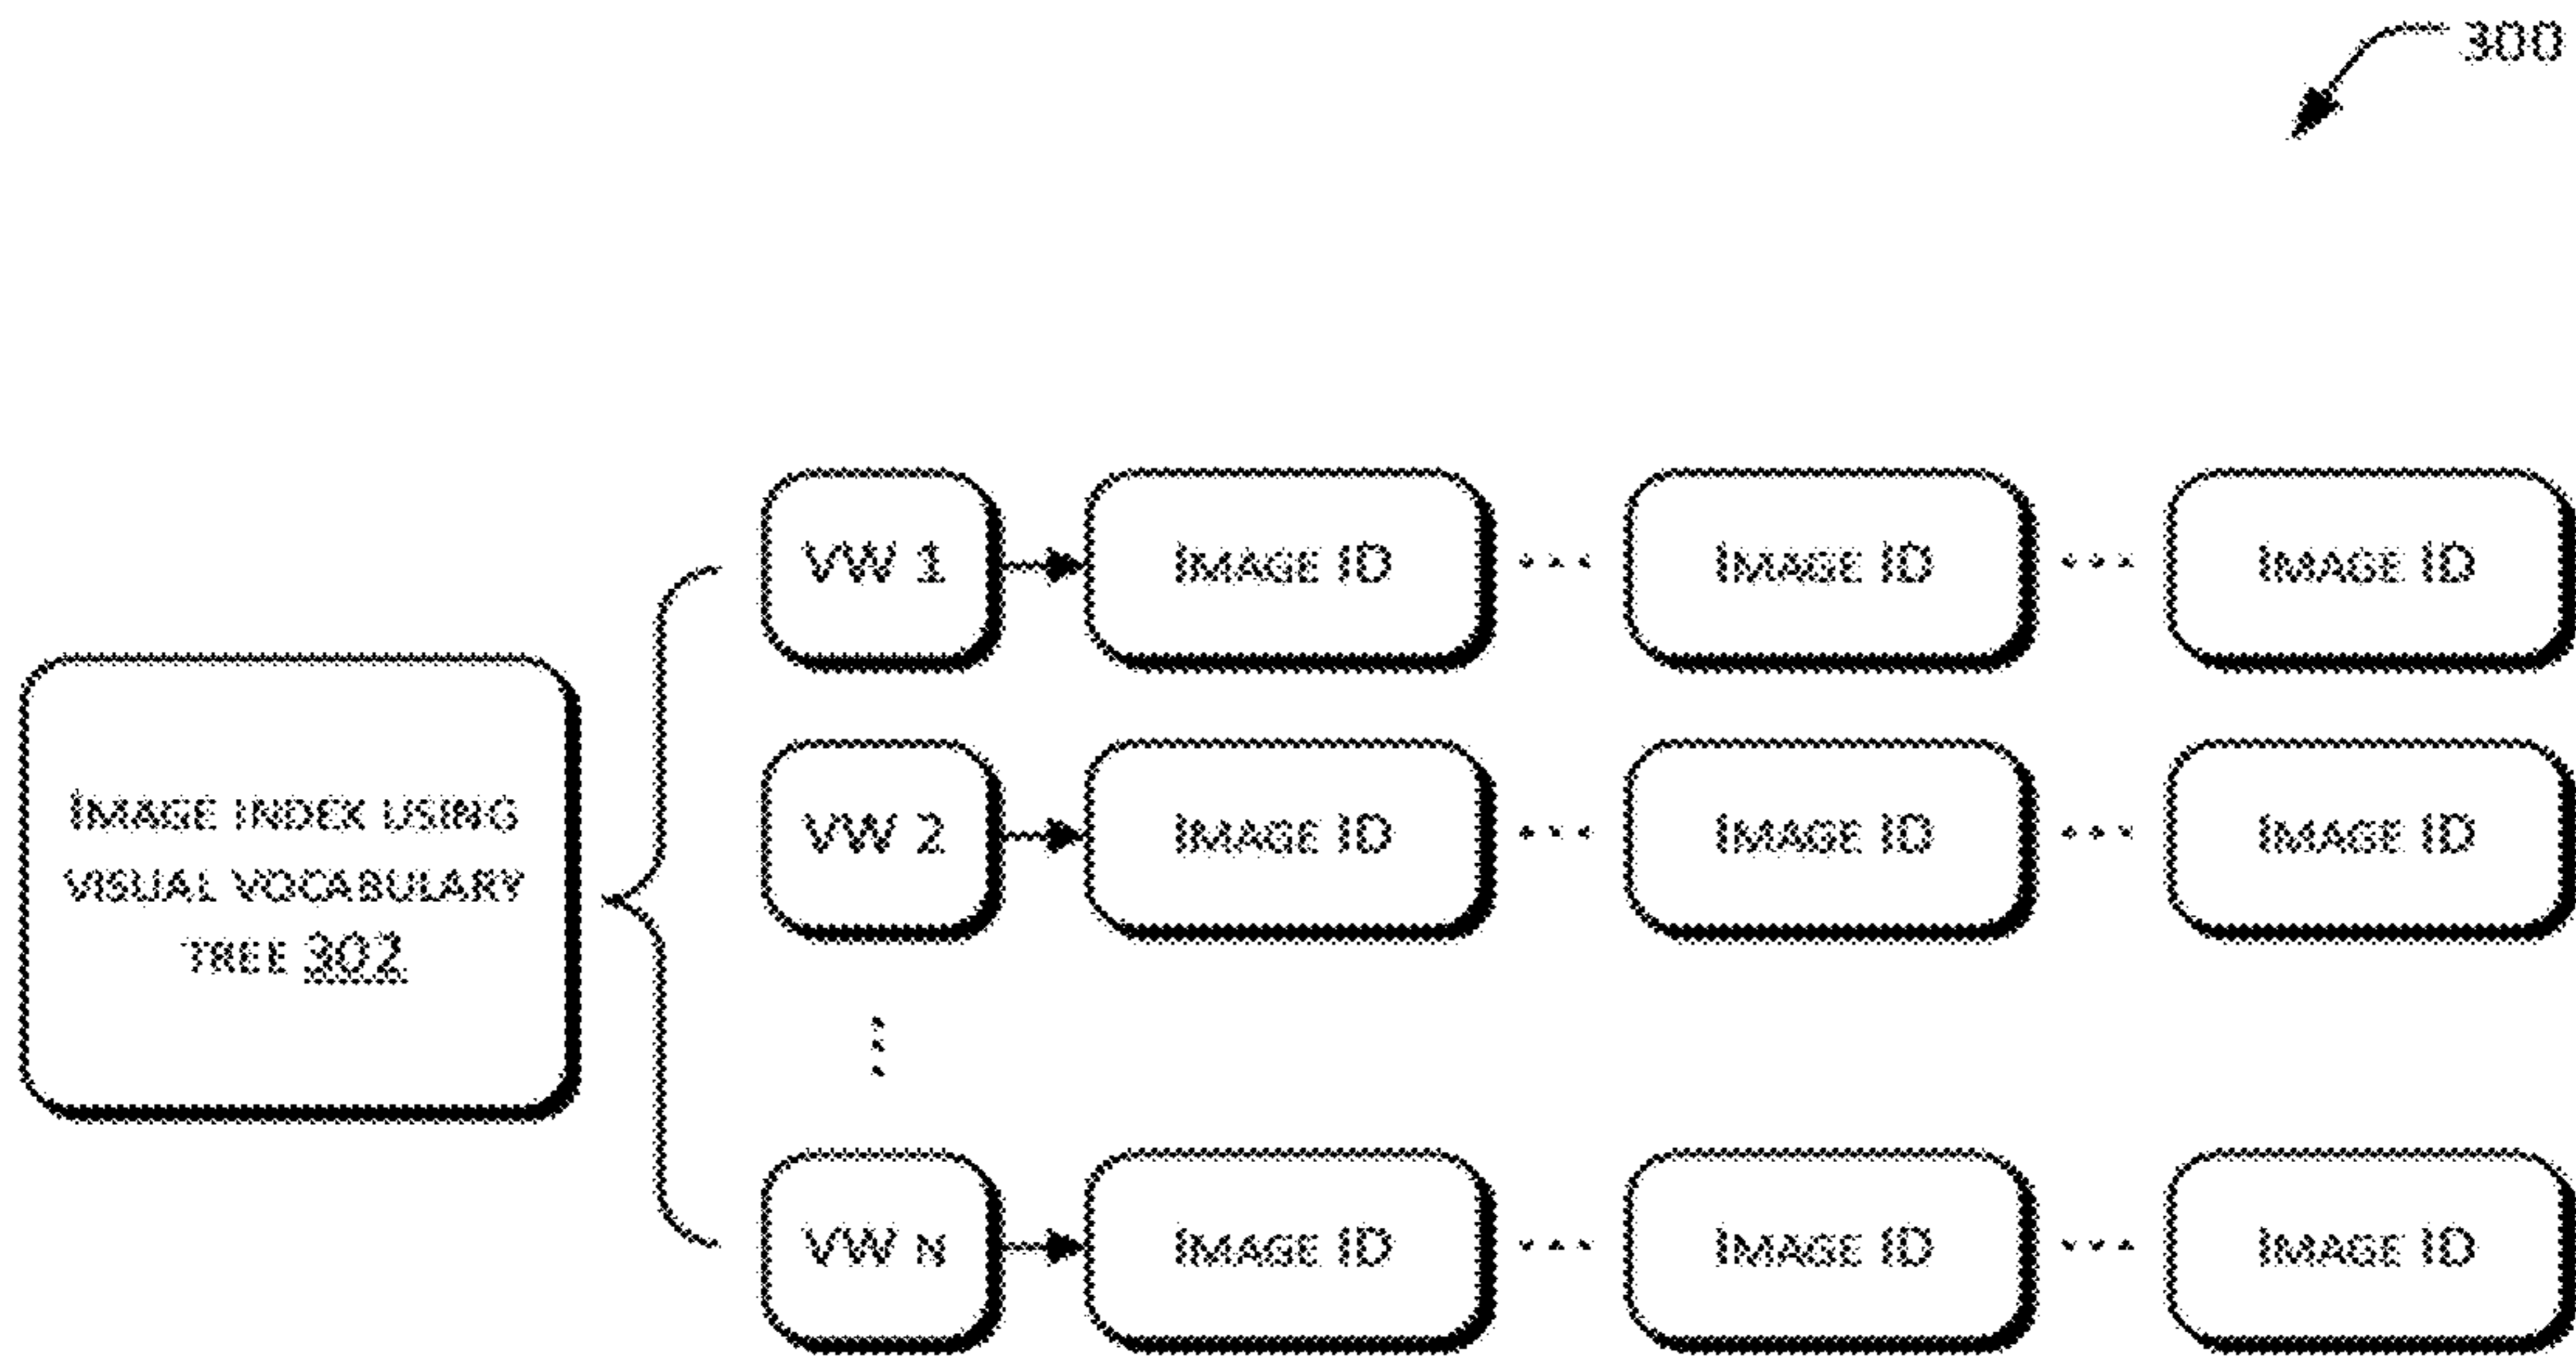 300
VW 1 IMAGE ID ... IMAGE ID ... IMAGE ID
IMAGE INDEX USING
VISUAL VOCABULARY
TREE 302
VW 2 IMAGE ID ... IMAGE ID ... IMAGE ID
VW N IMAGE ID ... IMAGE ID ... IMAGE ID